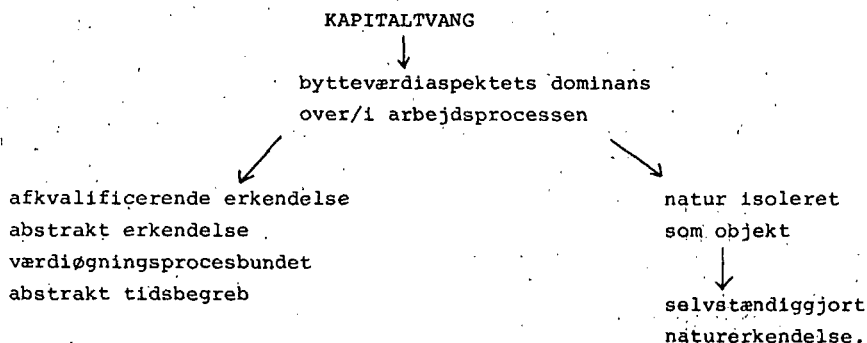 KAPITALTVANG
bytteværdiaspektets dominans
over/i arbejdsprocessen
afkvalificerende erkendelse
abstrakt erkendelse
værdiøgningsprocesbundet
abstrakt tidsbegreb
natur isoleret
som objekt
selvstændiggjort
naturerkendelse.